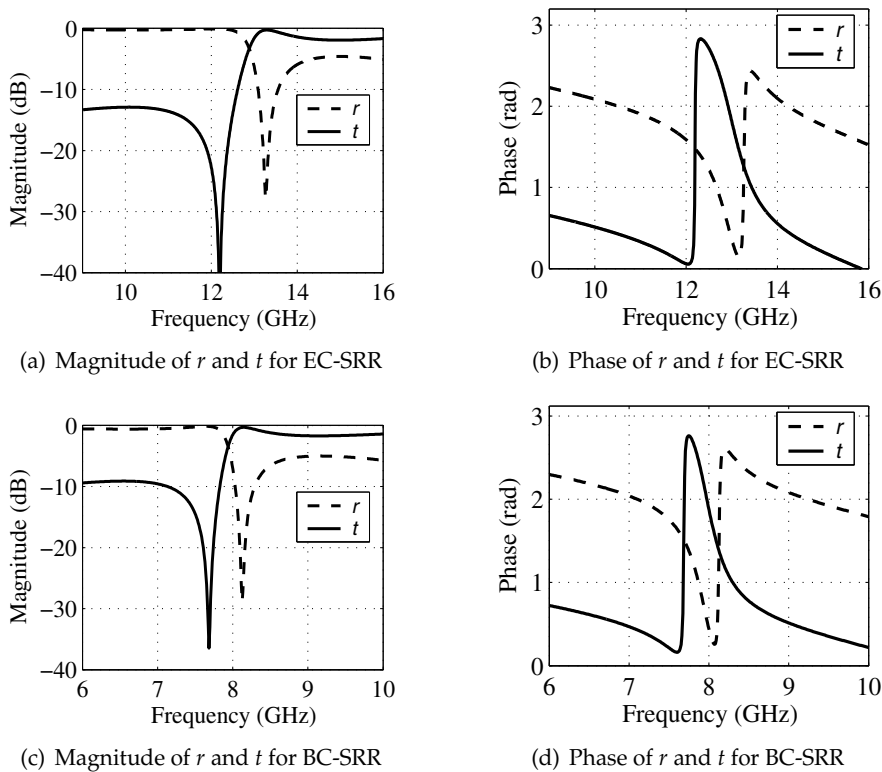 0
−10
−20
−30
−40
Magnitude (dB)
10
12
14
16
Frequency (GHz)
r
t
(a) Magnitude of r and t for EC-SRR
3
2
1
0
Phase (rad)
10
12
14
16
Frequency (GHz)
r
t
(b) Phase of r and t for EC-SRR
0
−10
−20
−30
−40
Magnitude (dB)
6
7
8
9
10
Frequency (GHz)
r
t
(c) Magnitude of r and t for BC-SRR
3
2
1
0
Phase (rad)
6
7
8
9
10
Frequency (GHz)
r
t
(d) Phase of r and t for BC-SRR